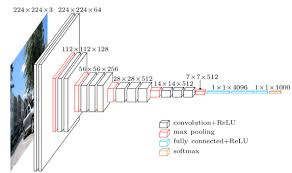 224×224×3 224×224×64
112×112×128
56×56×256
28×28×512
14×14×512
7×7×512
1×1×4096 1×1×1000
convolution+ReLU
max pooling
fully connected+ReLU
softmax